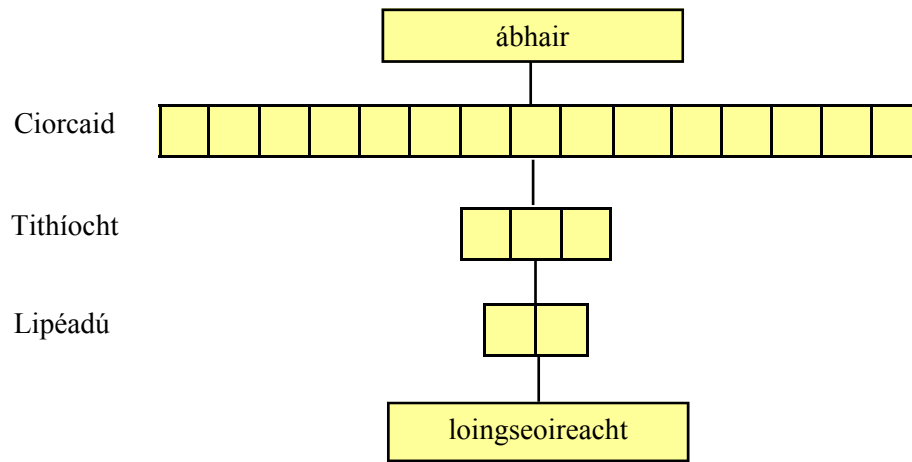 ábhair
Ciorcaid
Tithíocht
Lipéadú
loingseoireacht